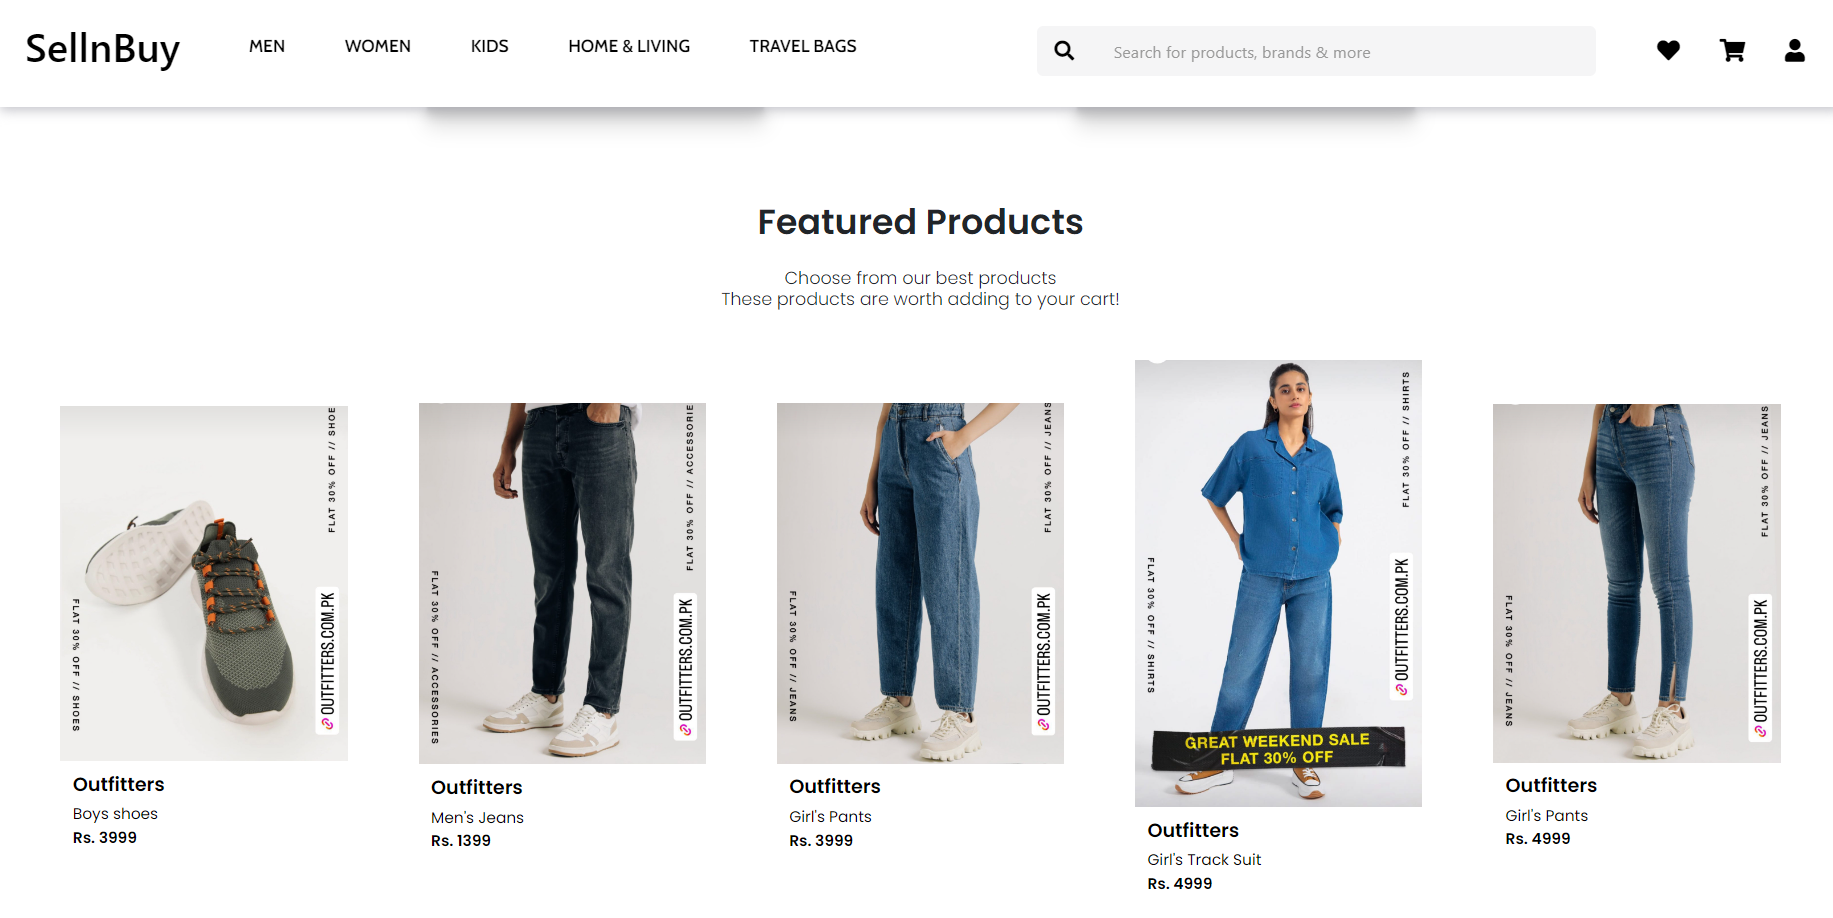 SellnBuy
MEN
WOMEN
KIDS
HOME & LIVING
TRAVEL BAGS
Search for products, brands & more
Featured Products
Choose from our best products
These products are worth adding to your cart!
FLAT 30% OFF // SHOE
FLAT 30% OFF // SHOES
OUTFITTERS.COM.PK
Outfitters
Boys shoes
Rs. 3999
FLAT 30% OFF // ACCESSORIE
FLAT 30% OFF // ACCESSORIES
OUTFITTERS.COM.PK
Outfitters
Men's Jeans
Rs. 1399
FLAT 30% OFF // JEANS
FLAT 30% OFF // JEANS
OUTFITTERS.COM.PK
Outfitters
Girl's Pants
Rs. 3999
FLAT 30% OFF // SHIRTS
FLAT 30% OFF // SHIRTS
OUTFITTERS.COM.PK
GREAT WEEKEND SALE
FLAT 30% OFF
Outfitters
Girl's Track Suit
Rs. 4999
FLAT 30% OFF // JEANS
FLAT 30% OFF // JEANS
OUTFITTERS.COM.PK
Outfitters
Girl's Pants
Rs. 4999